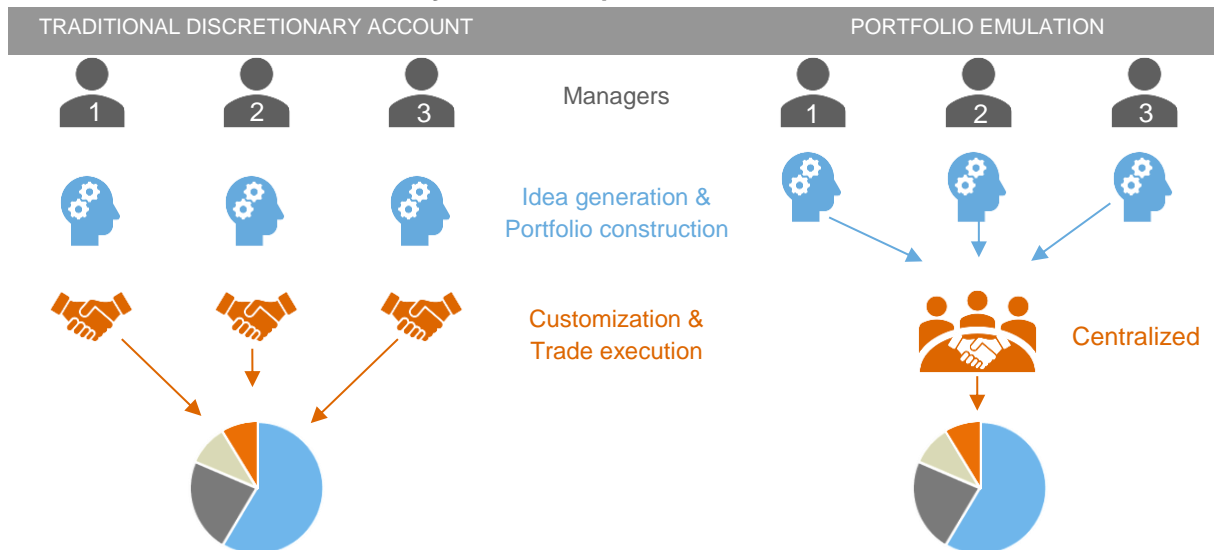 TRADITIONAL DISCRETIONARY ACCOUNT
PORTFOLIO EMULATION
1
2
3
Managers
1
2
3
Idea generation &
Portfolio construction
Customization &
Trade execution
Centralized